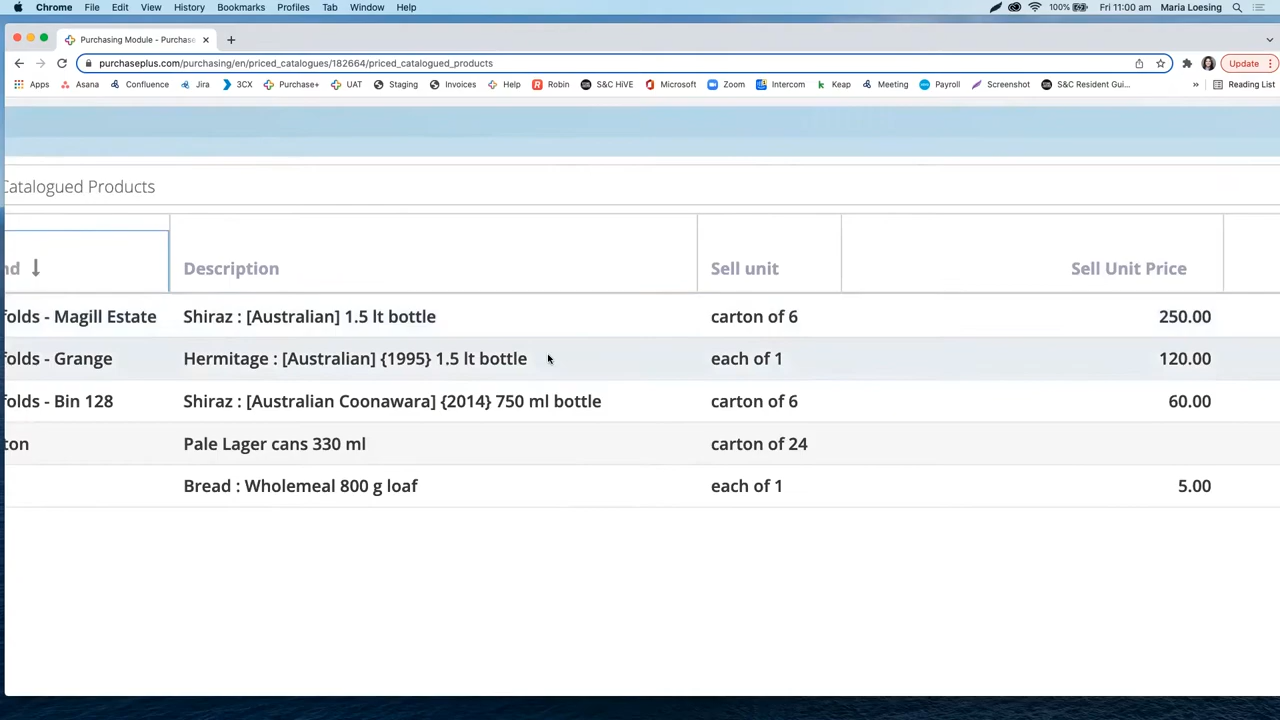 Chrome File Edit View History Bookmarks Profiles Tab Window Help 100% Fri 11:00 am Maria Loesing
Purchasing Module - Purchase
purchaseplus.com/purchasing/en/priced_catalogues/182664/priced_catalogued_products Update
Apps Asana Confluence Jira 3CX Purchase+ UAT Staging Invoices Help Robin S&C HiVE Microsoft Zoom Intercom Keap Meeting Payroll Screenshot S&C Resident Gui... » Reading List
Catalogued Products
nd Description Sell unit Sell Unit Price
folds - Magill Estate Shiraz : [Australian] 1.5 lt bottle carton of 6 250.00
folds - Grange Hermitage : [Australian] {1995} 1.5 lt bottle each of 1 120.00
folds - Bin 128 Shiraz : [Australian Coonawara] {2014} 750 ml bottle carton of 6 60.00
ton Pale Lager cans 330 ml carton of 24
Bread : Wholemeal 800 g loaf each of 1 5.00